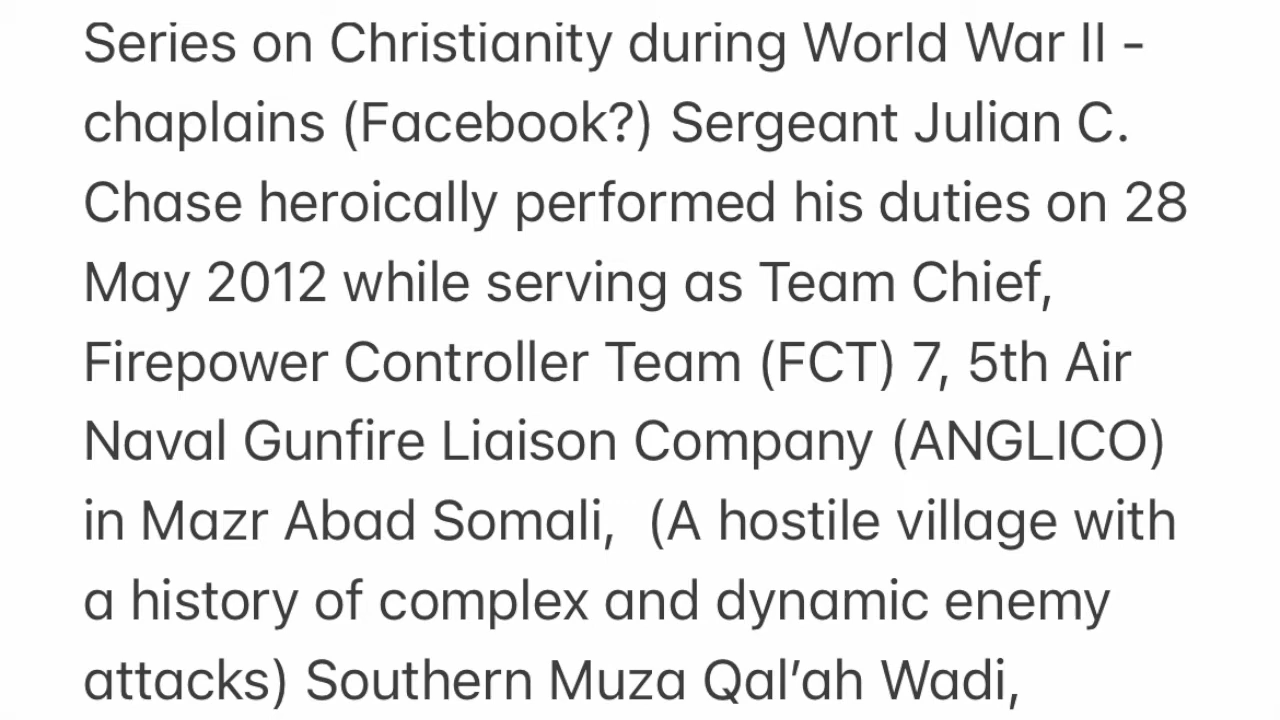 Series on Christianity during World War II -
chaplains (Facebook?) Sergeant Julian C.
Chase heroically performed his duties on 28
May 2012 while serving as Team Chief,
Firepower Controller Team (FCT) 7, 5th Air
Naval Gunfire Liaison Company (ANGLICO)
in Mazr Abad Somali,  (A hostile village with
a history of complex and dynamic enemy
attacks) Southern Muza Qal’ah Wadi,